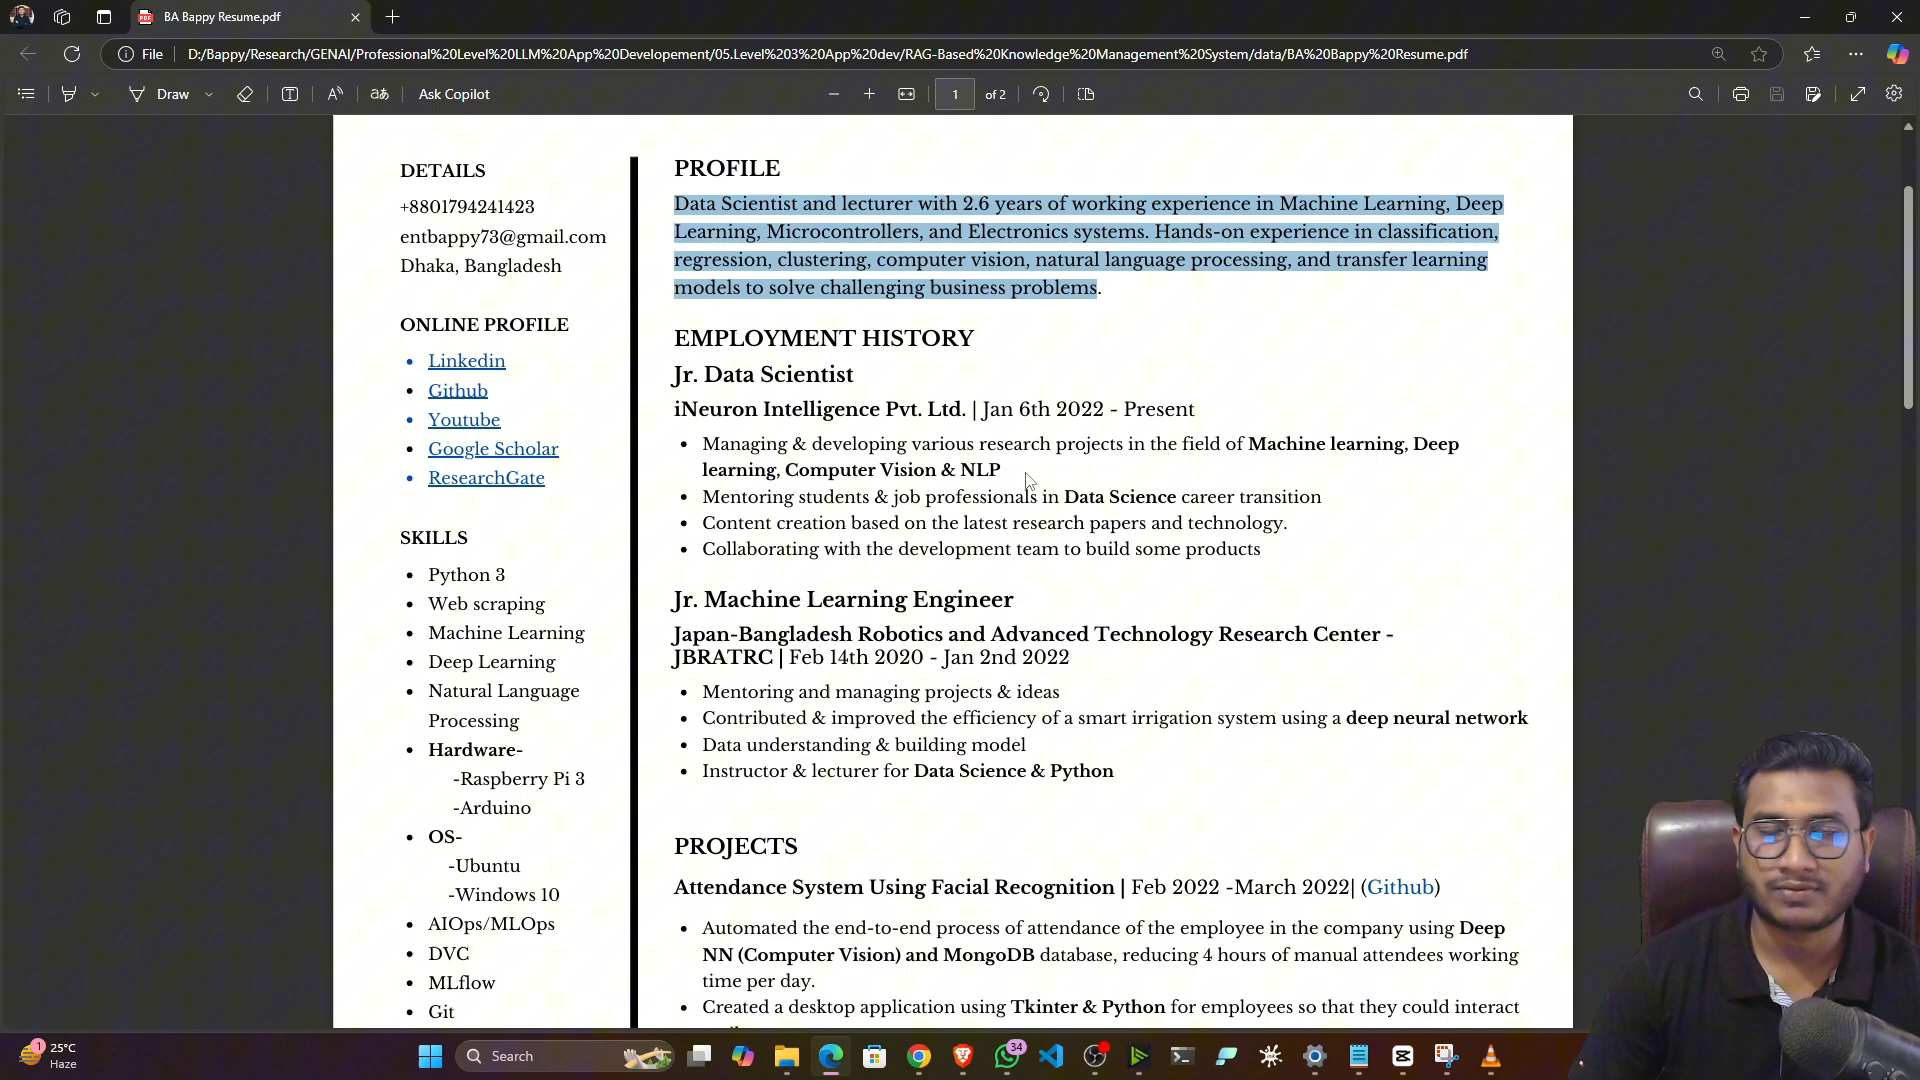 BA Bappy Resume.pdf
File
D:/Bappy/Research/GENAI/Professional%20Level%20LLM%20App%20Developement/05.Level%203%20App%20dev/RAG-Based%20Knowledge%20Management%20System/data/BA%20Bappy%20Resume.pdf
Draw
Ask Copilot
1 of 2
DETAILS
+8801794241423
entbappy73@gmail.com
Dhaka, Bangladesh
ONLINE PROFILE
Linkedin
Github
Youtube
Google Scholar
ResearchGate
SKILLS
Python 3
Web scraping
Machine Learning
Deep Learning
Natural Language
Processing
Hardware-
-Raspberry Pi 3
-Arduino
OS-
-Ubuntu
-Windows 10
AIOps/MLOps
DVC
MLflow
Git
PROFILE
Data Scientist and lecturer with 2.6 years of working experience in Machine Learning, Deep
Learning, Microcontrollers, and Electronics systems. Hands-on experience in classification,
regression, clustering, computer vision, natural language processing, and transfer learning
models to solve challenging business problems.
EMPLOYMENT HISTORY
Jr. Data Scientist
iNeuron Intelligence Pvt. Ltd. | Jan 6th 2022 - Present
Managing & developing various research projects in the field of Machine learning, Deep
learning, Computer Vision & NLP
Mentoring students & job professionals in Data Science career transition
Content creation based on the latest research papers and technology.
Collaborating with the development team to build some products
Jr. Machine Learning Engineer
Japan-Bangladesh Robotics and Advanced Technology Research Center -
JBRATRC | Feb 14th 2020 - Jan 2nd 2022
Mentoring and managing projects & ideas
Contributed & improved the efficiency of a smart irrigation system using a deep neural network
Data understanding & building model
Instructor & lecturer for Data Science & Python
PROJECTS
Attendance System Using Facial Recognition | Feb 2022 -March 2022| (Github)
Automated the end-to-end process of attendance of the employee in the company using Deep
NN (Computer Vision) and MongoDB database, reducing 4 hours of manual attendees working
time per day.
Created a desktop application using Tkinter & Python for employees so that they could interact
1
25°C
Haze
Search
34